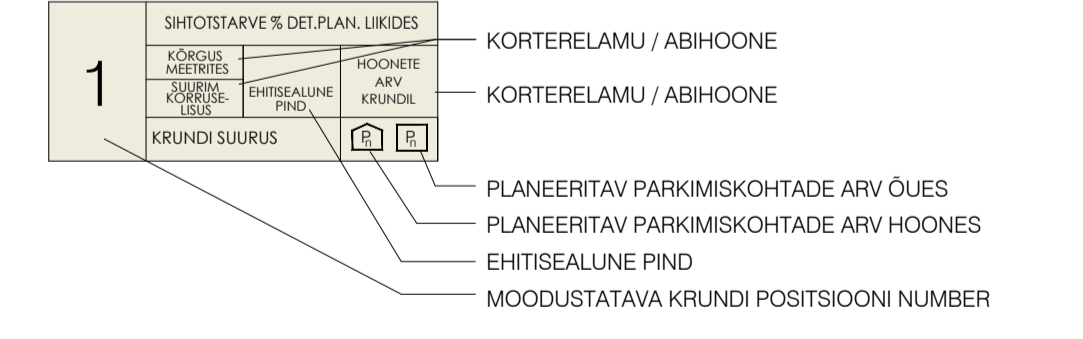 SIHTOTSTARVE % DET.PLAN. LIIKIDES
1
KÕRGUS
MEETRITES
SUURIM
KORRUSE-
LISUS
EHITISEALUNE
PIND
HOONETE
ARV
KRUNDIL
KRUNDI SUURUS
Pn
Pn
KORTERELAMU / ABIHOONE
KORTERELAMU / ABIHOONE
PLANEERITAV PARKIMISKOHTADE ARV ÕUES
PLANEERITAV PARKIMISKOHTADE ARV HOONES
EHITISEALUNE PIND
MOODUSTATAVA KRUNDI POSITSIOONI NUMBER